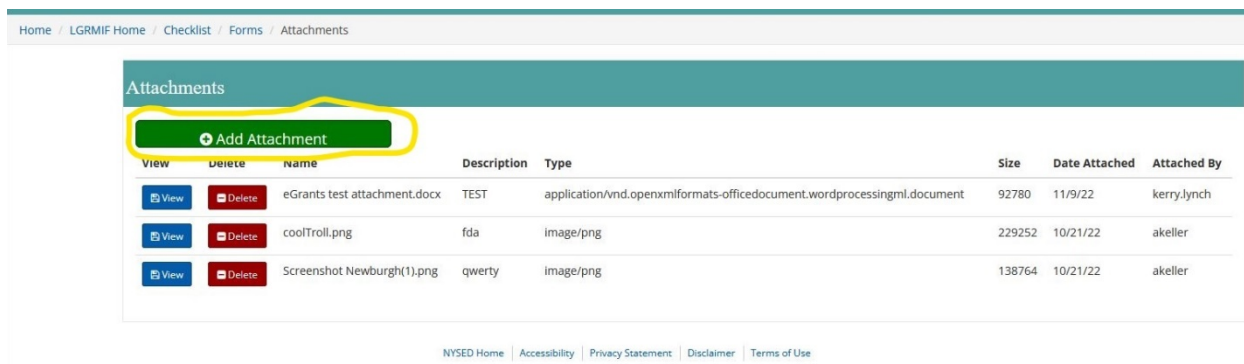 Home / LGRMIF Home / Checklist / Forms / Attachments
Attachments
Add Attachment
View Delete Name Description Type Size Date Attached Attached By
View Delete eGrants test attachment.docx TEST application/vnd.openxmlformats-officedocument.wordprocessingml.document 92780 11/9/22 kerry.lynch
View Delete coolTroll.png fda image/png 229252 10/21/22 akeller
View Delete Screenshot Newburgh(1).png qwerty image/png 138764 10/21/22 akeller
NYSED Home | Accessibility | Privacy Statement | Disclaimer | Terms of Use